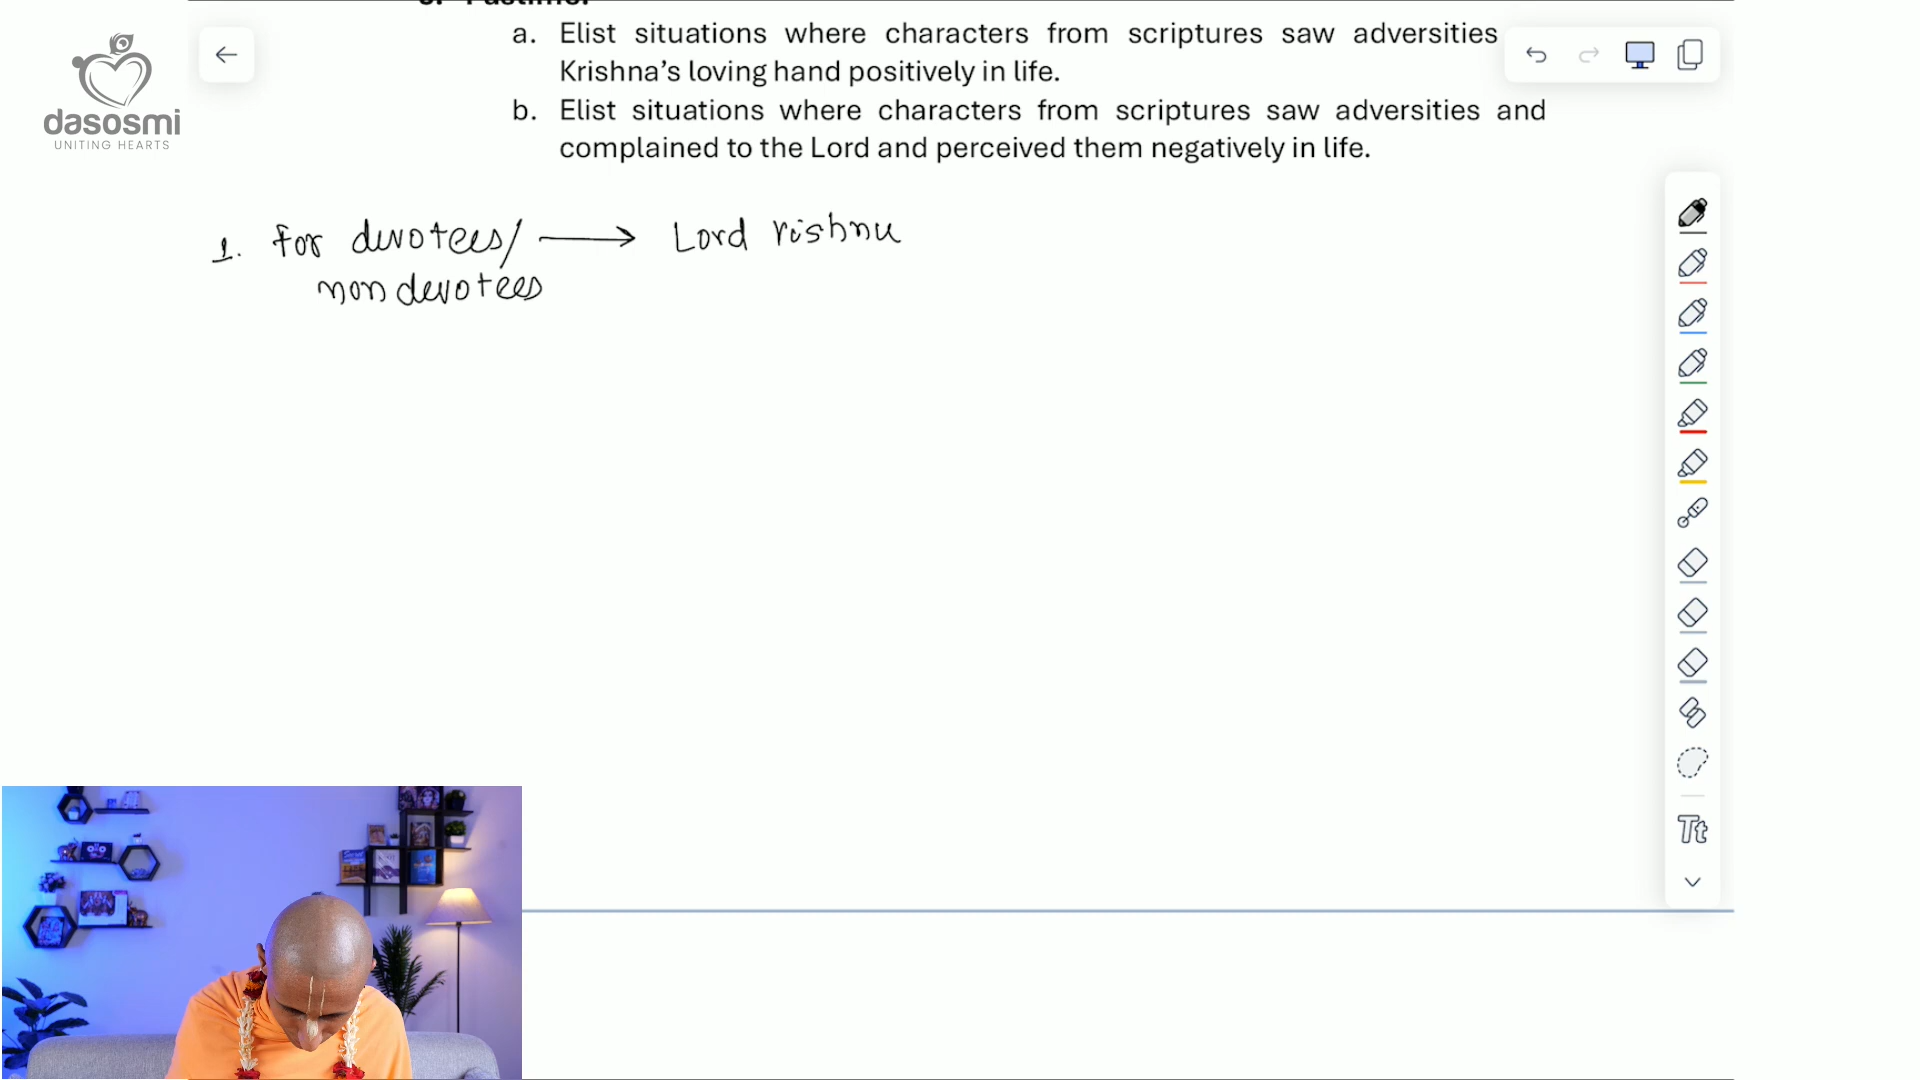 dasosmi
UNITING HEARTS
a. Elist situations where characters from scriptures saw adversities
Krishna's loving hand positively in life.
b. Elist situations where characters from scriptures saw adversities and
complained to the Lord and perceived them negatively in life.
1. For devotees/ → Lord vishnu
non devotees
Tt